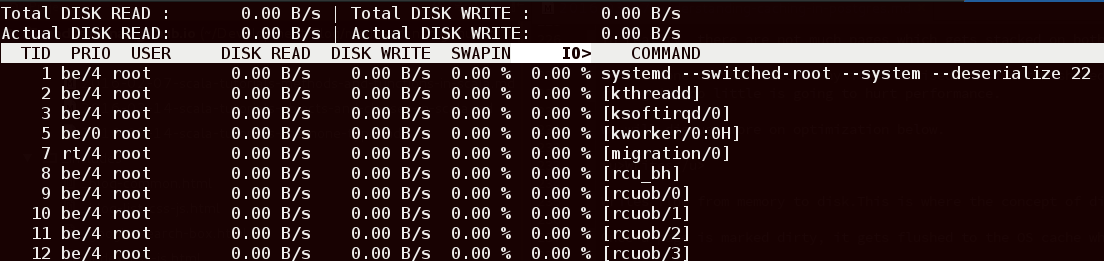 Total DISK READ :       0.00 B/s | Total DISK WRITE :       0.00 B/s
Actual DISK READ:       0.00 B/s | Actual DISK WRITE:       0.00 B/s
  TID  PRIO  USER     DISK READ  DISK WRITE  SWAPIN     IO>    COMMAND
    1 be/4 root        0.00 B/s    0.00 B/s  0.00 %  0.00 % systemd --switched-root --system --deserialize 22
    2 be/4 root        0.00 B/s    0.00 B/s  0.00 %  0.00 % [kthreadd]
    3 be/4 root        0.00 B/s    0.00 B/s  0.00 %  0.00 % [ksoftirqd/0]
    5 be/0 root        0.00 B/s    0.00 B/s  0.00 %  0.00 % [kworker/0:0H]
    7 rt/4 root        0.00 B/s    0.00 B/s  0.00 %  0.00 % [migration/0]
    8 be/4 root        0.00 B/s    0.00 B/s  0.00 %  0.00 % [rcu_bh]
    9 be/4 root        0.00 B/s    0.00 B/s  0.00 %  0.00 % [rcuob/0]
   10 be/4 root        0.00 B/s    0.00 B/s  0.00 %  0.00 % [rcuob/1]
   11 be/4 root        0.00 B/s    0.00 B/s  0.00 %  0.00 % [rcuob/2]
   12 be/4 root        0.00 B/s    0.00 B/s  0.00 %  0.00 % [rcuob/3]